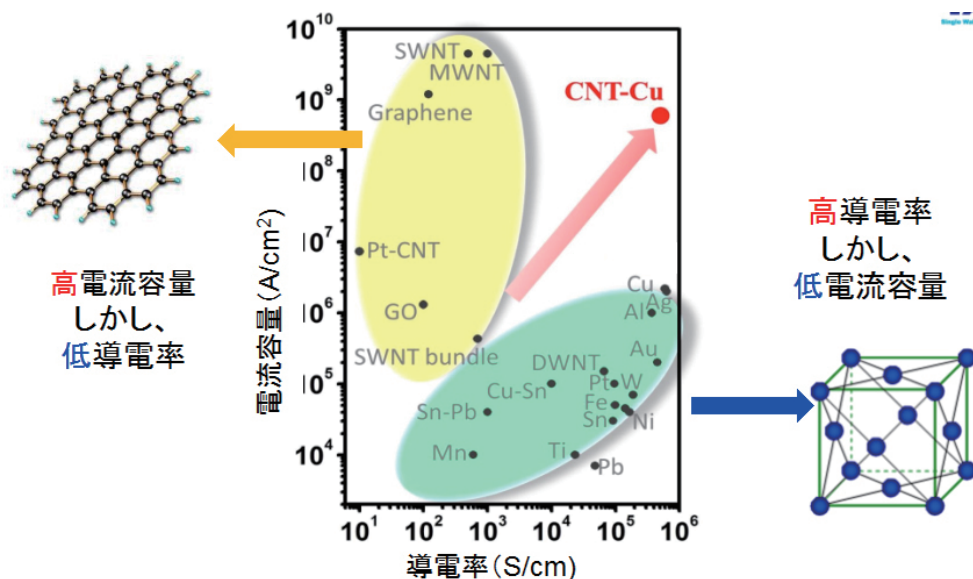 Single Wa
高電流容量
しかし、
低導電率
電流容量(A/cm²)
10¹⁰
10⁹
10⁸
10⁷
10⁶
10⁵
10⁴
SWNT
MWNT
Graphene
CNT-Cu
Pt-CNT
GO
SWNT bundle
Cu
Ag
Al
Au
DWNT
Pt
W
Cu-Sn
Fe
Sn-Pb
Sn
Ni
Mn
Ti
Pb
10¹ 10² 10³ 10⁴ 10⁵ 10⁶
導電率(S/cm)
高導電率
しかし、
低電流容量